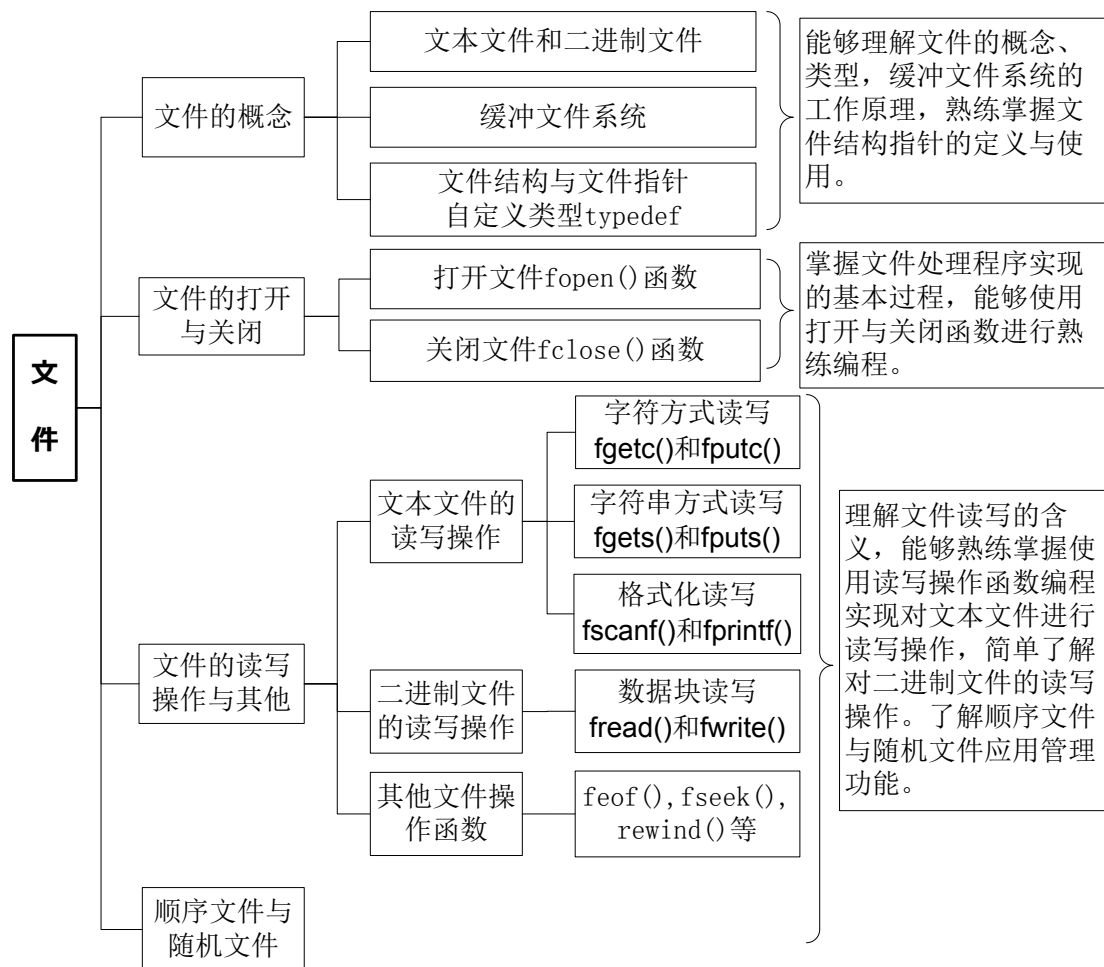 文
件
文件的概念
文本文件和二进制文件
缓冲文件系统
文件结构与文件指针
自定义类型typedef
能够理解文件的概念、
类型，缓冲文件系统的
工作原理，熟练掌握文
件结构指针的定义与使
用。
文件的打开
与关闭
打开文件fopen()函数
关闭文件fclose()函数
掌握文件处理程序实现
的基本过程，能够使用
打开与关闭函数进行熟
练编程。
文件的读写
操作与其他
文本文件的
读写操作
字符方式读写
fgetc()和fputc()
字符串方式读写
fgets()和fputs()
格式化读写
fscanf()和fprintf()
二进制文件
的读写操作
数据块读写
fread()和fwrite()
其他文件操
作函数
feof(),fseek(),
rewind()等
顺序文件与
随机文件
理解文件读写的含
义，能够熟练掌握使
用读写操作函数编程
实现对文本文件进行
读写操作，简单了解
对二进制文件的读写
操作。了解顺序文件
与随机文件应用管理
功能。